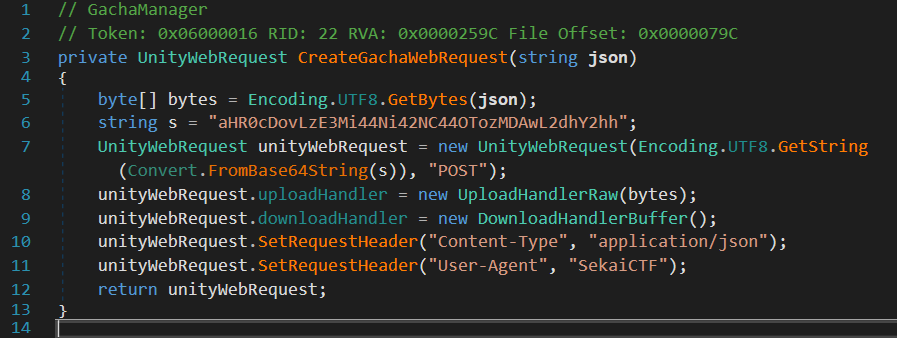 1 // GachaManager
2 // Token: 0x06000016 RID: 22 RVA: 0x0000259C File Offset: 0x0000079C
3 private UnityWebRequest CreateGachaWebRequest(string json)
4 {
5 byte[] bytes = Encoding.UTF8.GetBytes(json);
6 string s = "aHR0cDovLzE3Mi44Ni42NC44OTozMDAwL2dhY2hh";
7 UnityWebRequest unityWebRequest = new UnityWebRequest(Encoding.UTF8.GetString
(Convert.FromBase64String(s)), "POST");
8 unityWebRequest.uploadHandler = new UploadHandlerRaw(bytes);
9 unityWebRequest.downloadHandler = new DownloadHandlerBuffer();
10 unityWebRequest.SetRequestHeader("Content-Type", "application/json");
11 unityWebRequest.SetRequestHeader("User-Agent", "SekaiCTF");
12 return unityWebRequest;
13 }
14